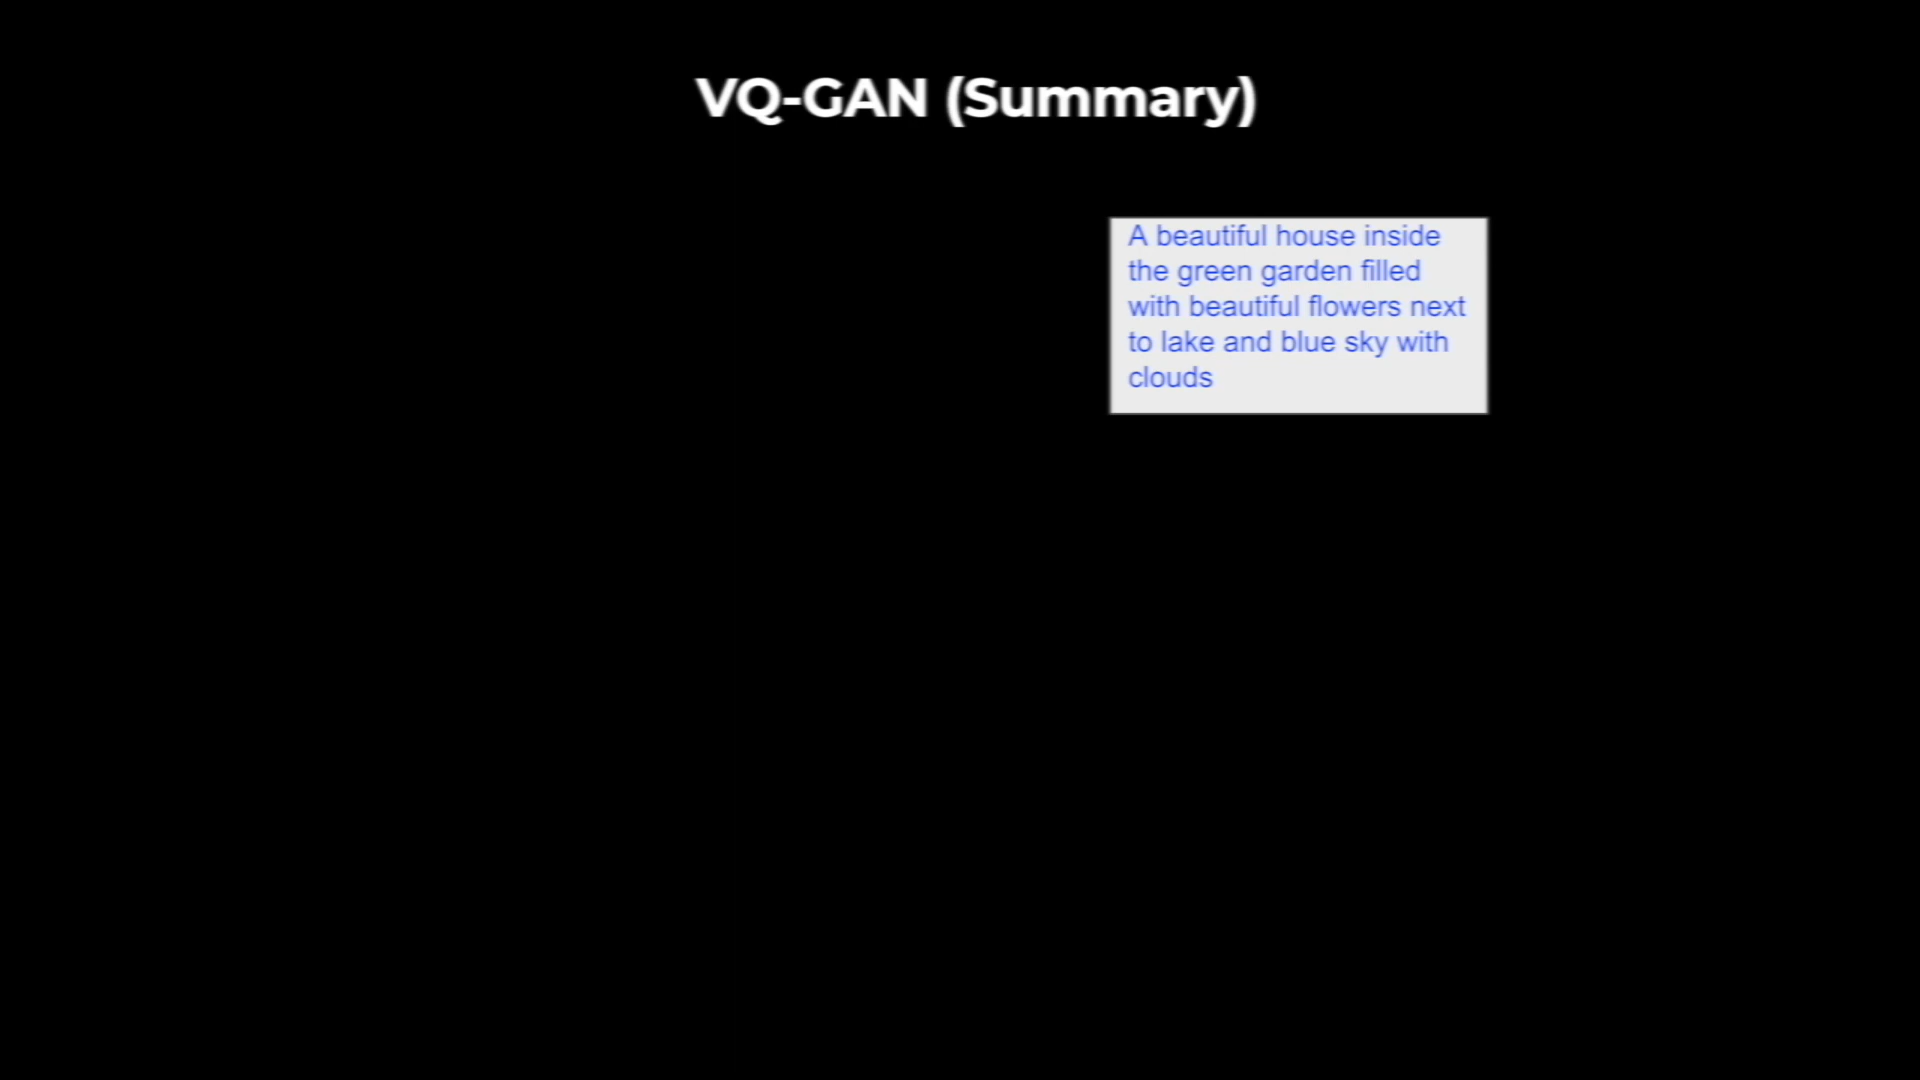 VQ-GAN (Summary)
A beautiful house inside
the green garden filled
with beautiful flowers next
to lake and blue sky with
clouds